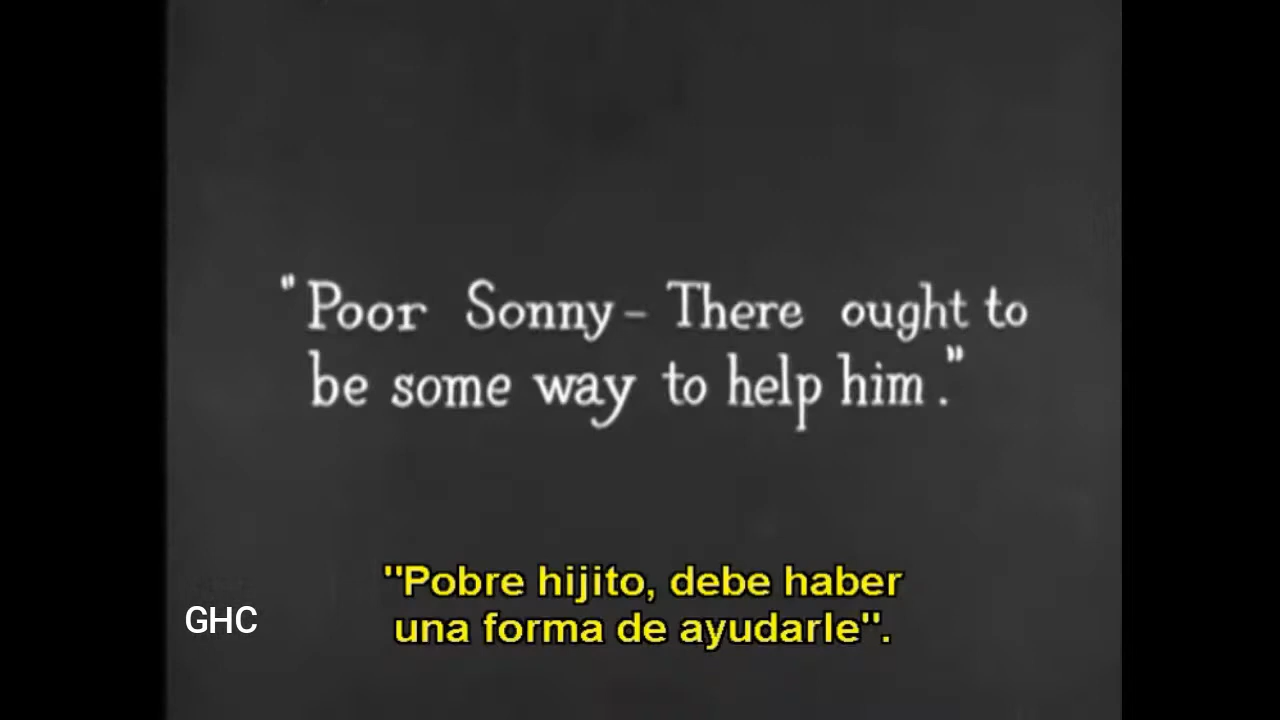 "Poor Sonny – There ought to
be some way to help him."
"Pobre hijito, debe haber
una forma de ayudarle".
GHC